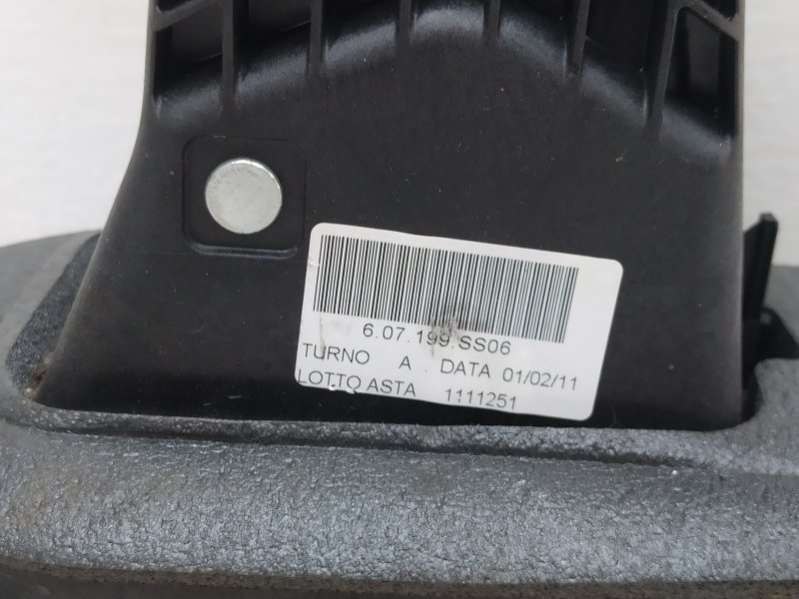 6.07.199.SS06
TURNO A DATA 01/02/11
LOTTO ASTA 1111251